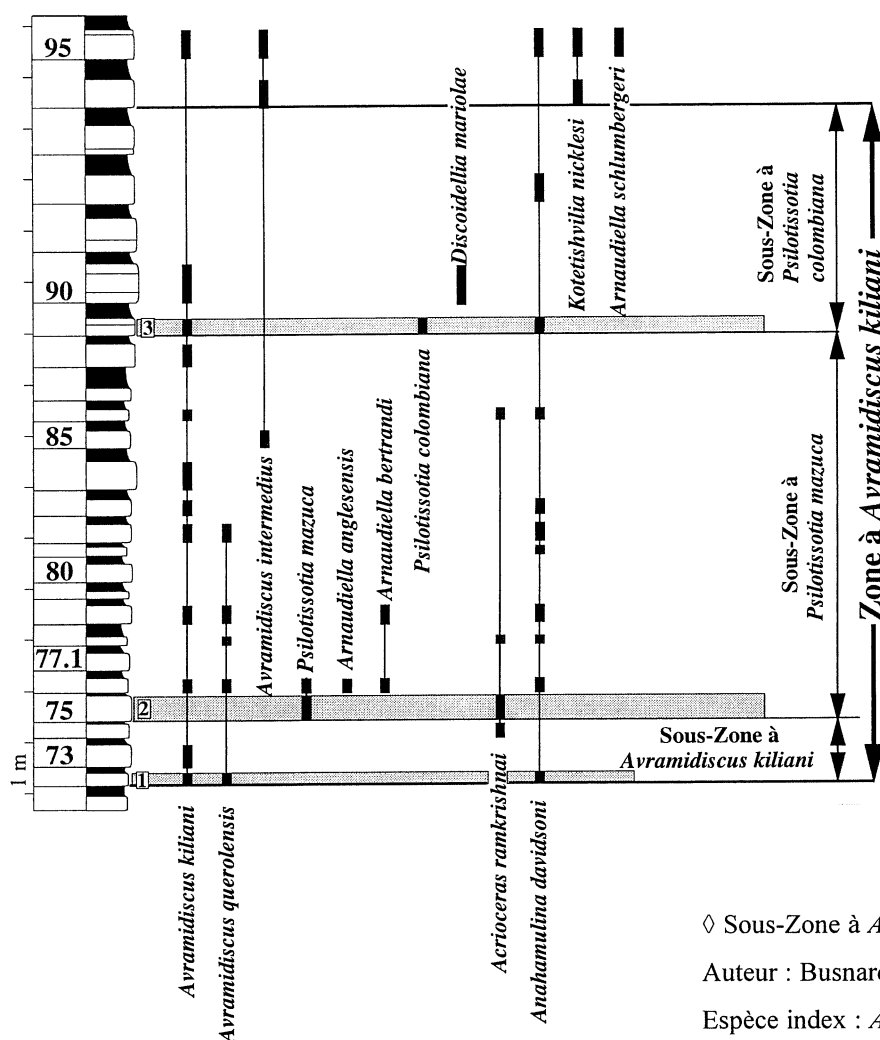 95
90
85
80
77.1
75
73
1 m
3
2
1
Avramidiscus kiliani
Avramidiscus querolensis
Avramidiscus intermedius
Psilotissotia mazuca
Arnaudiella anglesensis
Arnaudiella bertrandi
Psilotissotia colombiana
Discoidellia mariolae
Acrioceras ramkrishnai
Anahamulina davidsoni
Kotetishvilia nicklesi
Arnaudiella schlumbergeri
Sous-Zone à
Psilotissotia
colombiana
Sous-Zone à
Psilotissotia mazuca
Sous-Zone à
Avramidiscus kiliani
Zone à Avramidiscus kiliani
◊ Sous-Zone à A
Auteur : Busnar
Espèce index : A